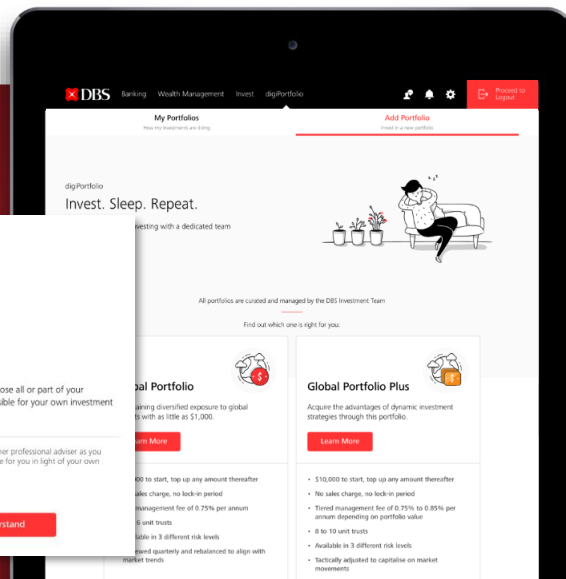 DBS
Banking Wealth Management Invest digiPortfolio
Proceed to
Logout
My Portfolios
How my investments are doing
Add Portfolio
Invest in a new portfolio
digiPortfolio
Invest. Sleep. Repeat.
investing with a dedicated team
All portfolios are curated and managed by the DBS Investment Team
Find out which one is right for you:
ose all or part of your
sible for your own investment
her professional adviser as you
e for you in light of your own
rstand
bal Portfolio
aining diversified exposure to global
ts with as little as $1,000.
arn More
000 to start, top up any amount thereafter
sales charge, no lock-in period
management fee of 0.75% per annum
6 unit trusts
ilable in 3 different risk levels
iewed quarterly and rebalanced to align with
market trends
Global Portfolio Plus
Acquire the advantages of dynamic investment
strategies through this portfolio.
Learn More
• $10,000 to start, top up any amount thereafter
• No sales charge, no lock-in period
• Tiered management fee of 0.75% to 0.85% per
annum depending on portfolio value
• 8 to 10 unit trusts
• Available in 3 different risk levels
• Tactically adjusted to capitalise on market
movements